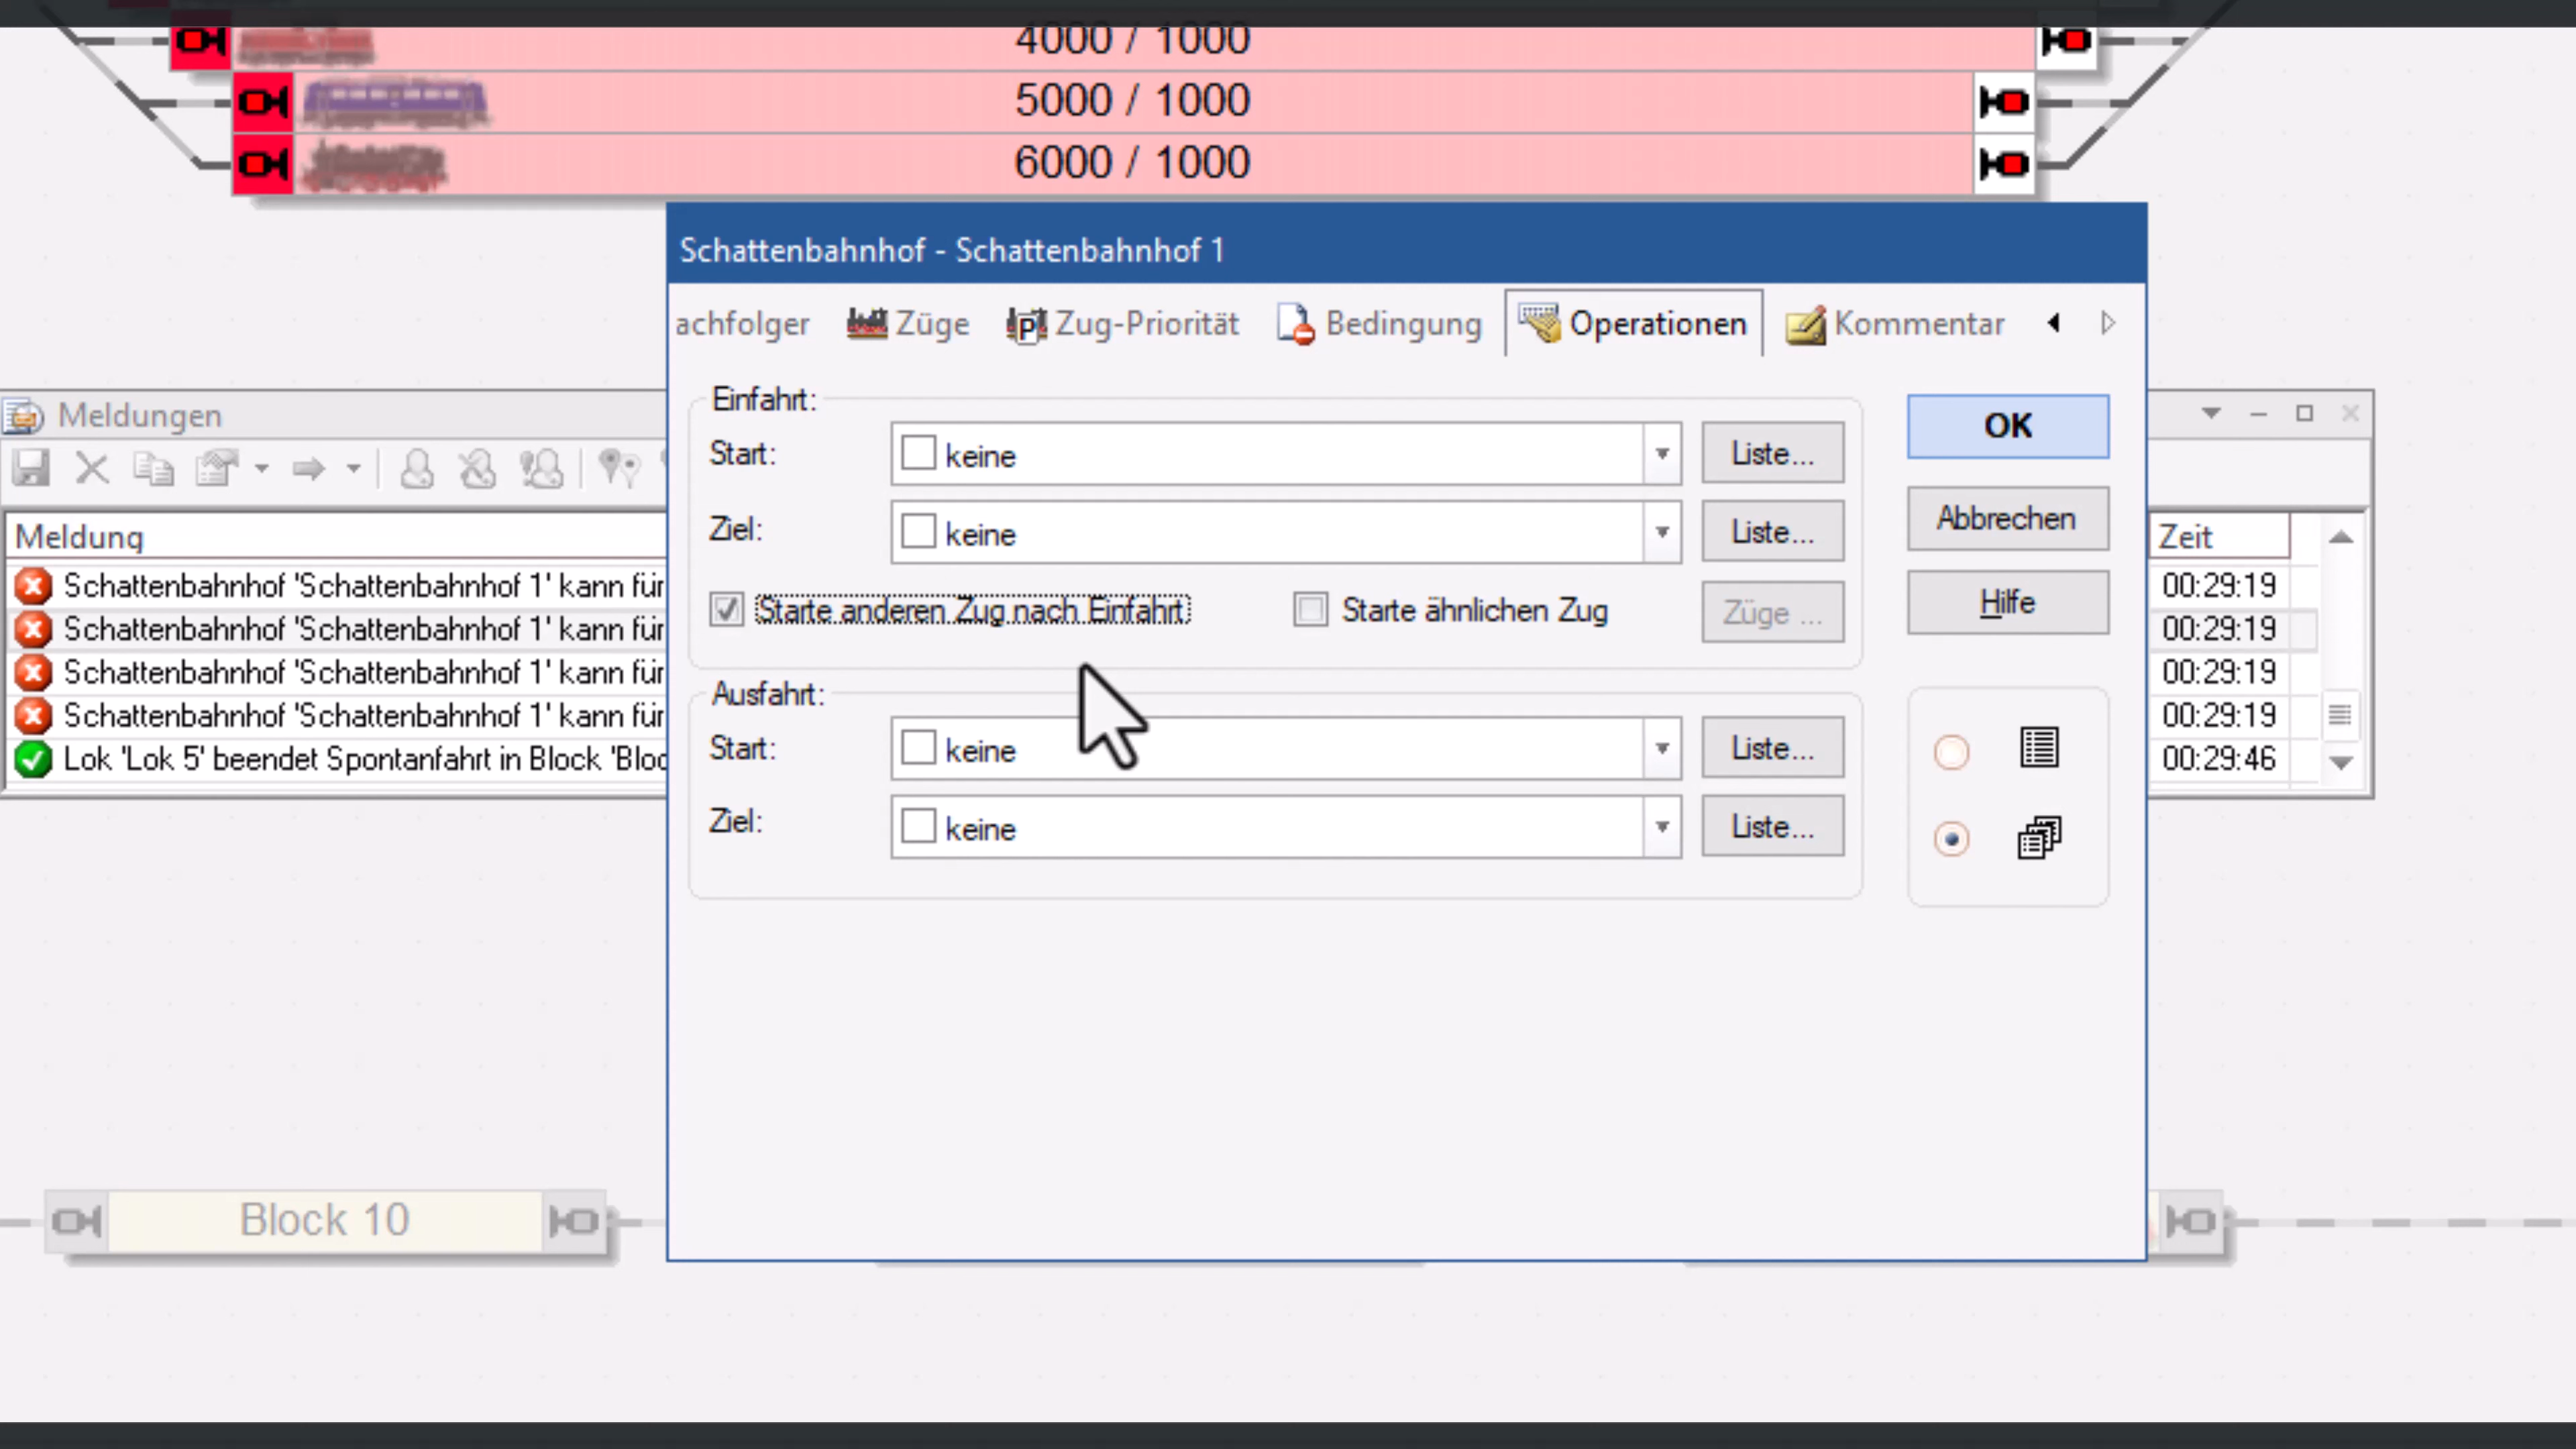 4000 / 1000
5000 / 1000
6000 / 1000
Schattenbahnhof - Schattenbahnhof 1
achfolger Züge Zug-Priorität Bedingung Operationen Kommentar
Einfahrt:
Start: keine Liste...
Ziel: keine Liste...
Starte anderen Zug nach Einfahrt Starte ähnlichen Zug Züge ...
Ausfahrt:
Start: keine Liste...
Ziel: keine Liste...
OK
Abbrechen
Hilfe
Meldungen
Meldung Zeit
Schattenbahnhof 'Schattenbahnhof 1' kann für 00:29:19
Schattenbahnhof 'Schattenbahnhof 1' kann für 00:29:19
Schattenbahnhof 'Schattenbahnhof 1' kann für 00:29:19
Schattenbahnhof 'Schattenbahnhof 1' kann für 00:29:19
Lok 'Lok 5' beendet Spontanfahrt in Block 'Bloc 00:29:46
Block 10